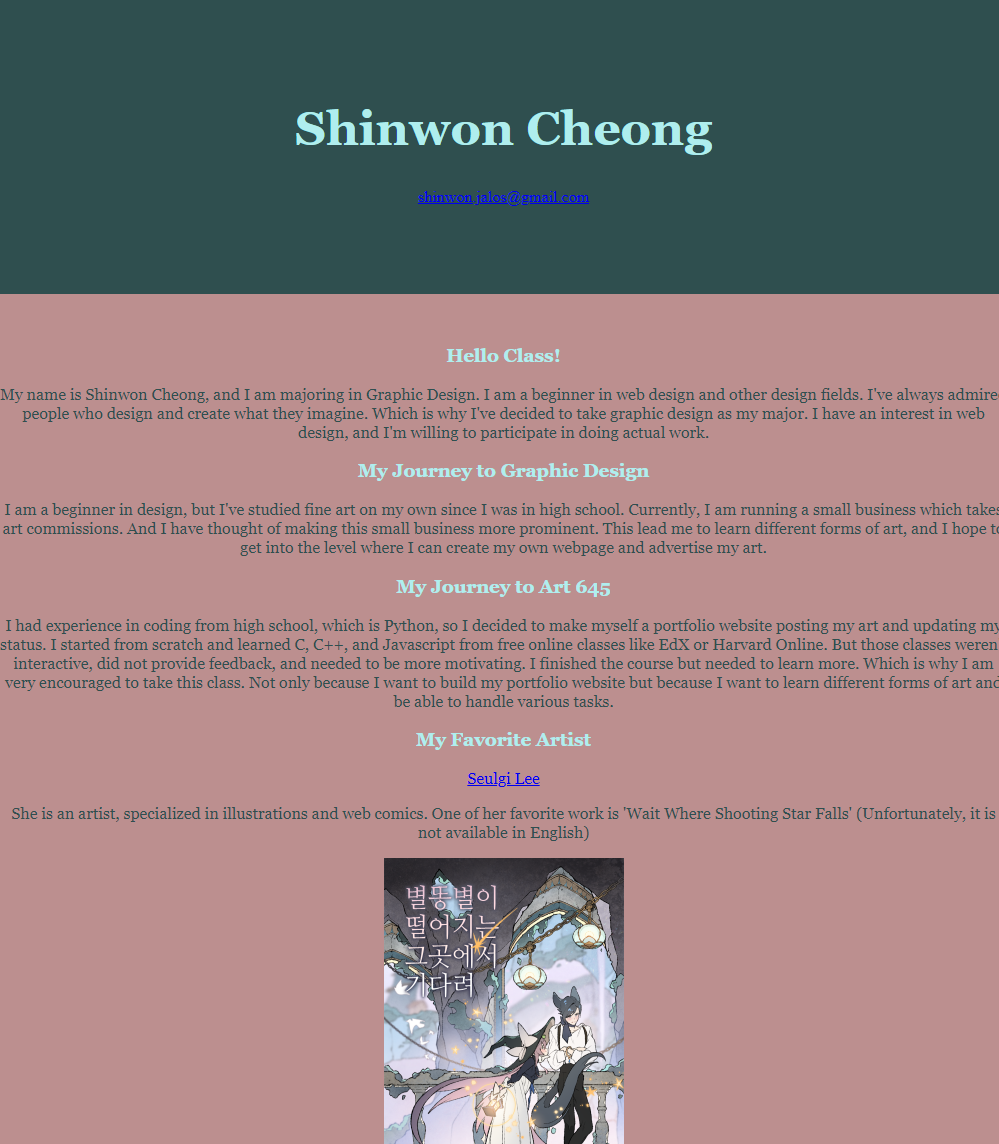 Shinwon Cheong
shinwon.jalos@gmail.com
Hello Class!
My name is Shinwon Cheong, and I am majoring in Graphic Design. I am a beginner in web design and other design fields. I've always admired
people who design and create what they imagine. Which is why I've decided to take graphic design as my major. I have an interest in web
design, and I'm willing to participate in doing actual work.
My Journey to Graphic Design
I am a beginner in design, but I've studied fine art on my own since I was in high school. Currently, I am running a small business which takes
art commissions. And I have thought of making this small business more prominent. This lead me to learn different forms of art, and I hope to
get into the level where I can create my own webpage and advertise my art.
My Journey to Art 645
I had experience in coding from high school, which is Python, so I decided to make myself a portfolio website posting my art and updating my
status. I started from scratch and learned C, C++, and Javascript from free online classes like EdX or Harvard Online. But those classes weren
interactive, did not provide feedback, and needed to be more motivating. I finished the course but needed to learn more. Which is why I am
very encouraged to take this class. Not only because I want to build my portfolio website but because I want to learn different forms of art and
be able to handle various tasks.
My Favorite Artist
Seulgi Lee
She is an artist, specialized in illustrations and web comics. One of her favorite work is 'Wait Where Shooting Star Falls' (Unfortunately, it is
not available in English)
별똥별이
떨어지는
그곳에서
기다려